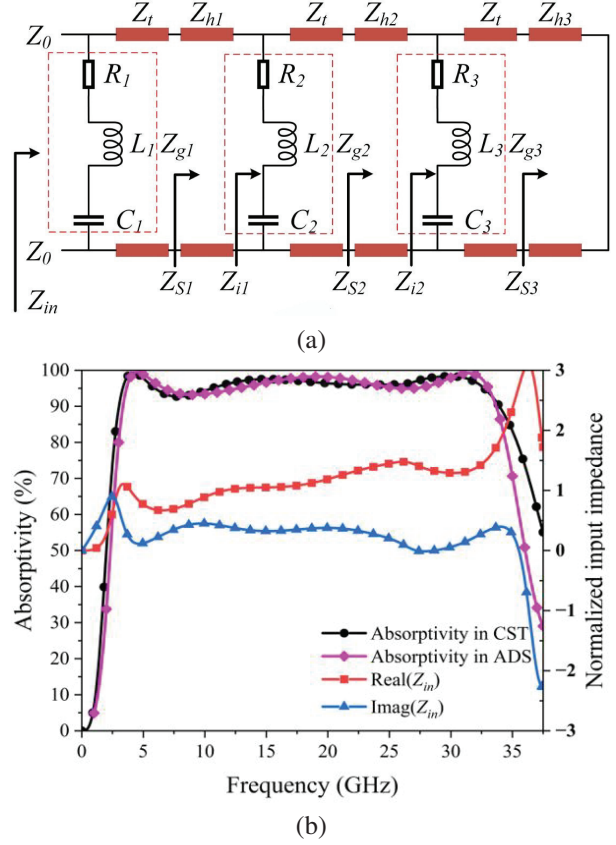 Z0 Zt Zh1 Zt Zh2 Zt Zh3
R1 R2 R3
L1 Zg1 L2 Zg2 L3 Zg3
C1 C2 C3
Z0
Zin ZS1 Zi1 ZS2 Zi2 ZS3
(a)
100 3
90
80 2
70
60 1
50 0
40
30 −1
20 −2
10
0 −3
Absorptivity (%)
Normalized input impedance
Absorptivity in CST
Absorptivity in ADS
Real(Zin)
Imag(Zin)
0 5 10 15 20 25 30 35
Frequency (GHz)
(b)